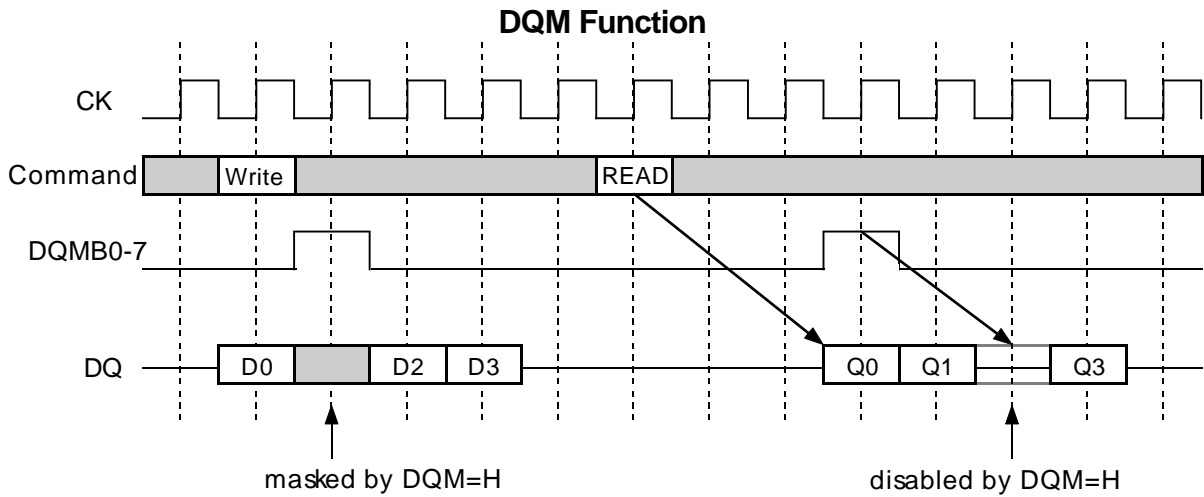 DQM Function
CK
Command
Write
READ
DQMB0-7
DQ
D0
D2
D3
Q0
Q1
Q3
masked by DQM=H
disabled by DQM=H